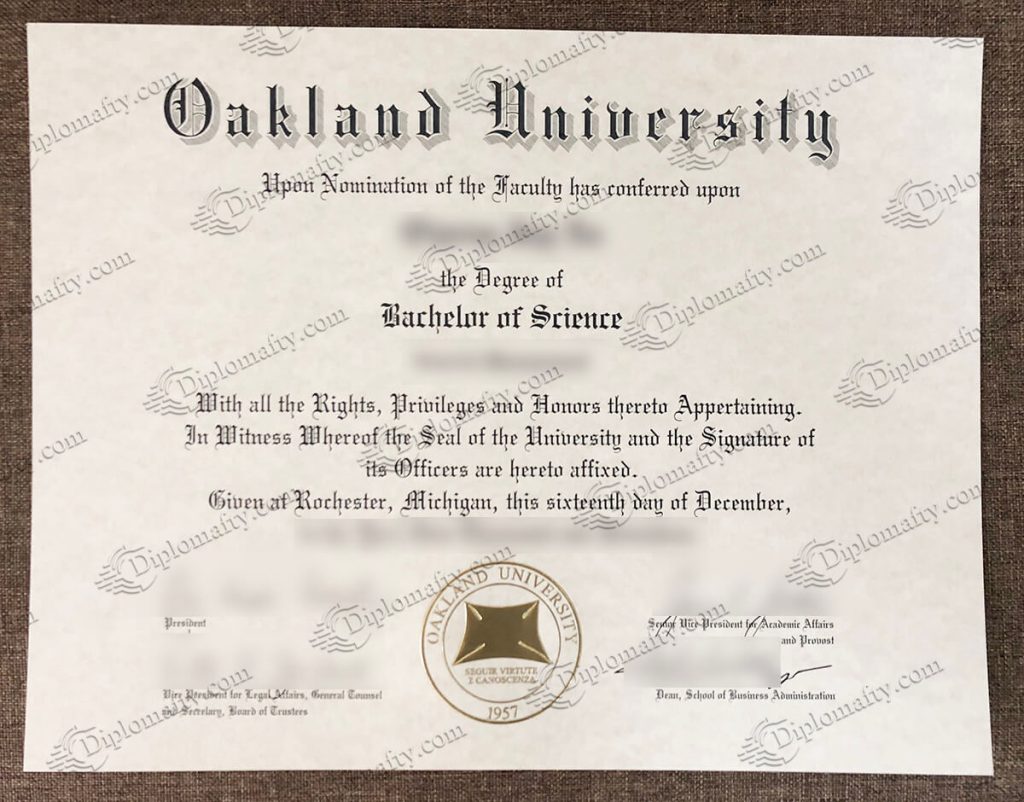 Oakland University
Upon Nomination of the Faculty has conferred upon
the Degree of
Bachelor of Science
With all the Rights, Privileges and Honors thereto Appertaining.
In Witness Whereof the Seal of the University and the Signature of
its Officers are hereto affixed.
Given at Rochester, Michigan, this sixteenth day of December,
OAKLAND UNIVERSITY
SEGUIR VIRTUTE
E CANOSCENZA
1957
President
Senior Vice President for Academic Affairs
and Provost
Vice President for Legal Affairs, General Counsel
and Secretary, Board of Trustees
Dean, School of Business Administration
Diplomafty.com